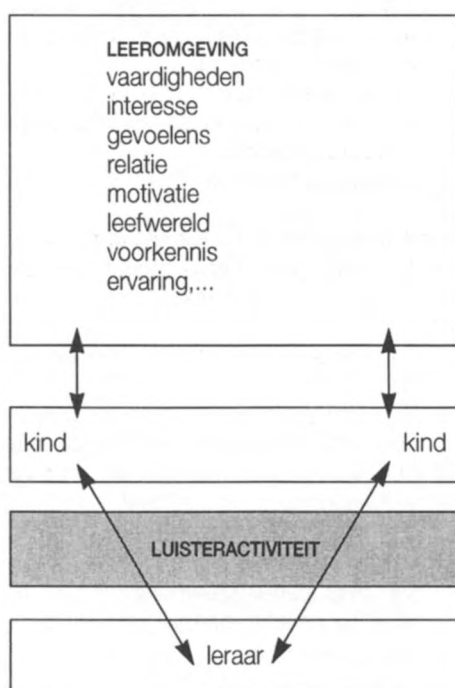 LEEROMGEVING
vaardigheden
interesse
gevoelens
relatie
motivatie
leefwereld
voorkennis
ervaring,...
kind kind
LUISTERACTIVITEIT
leraar